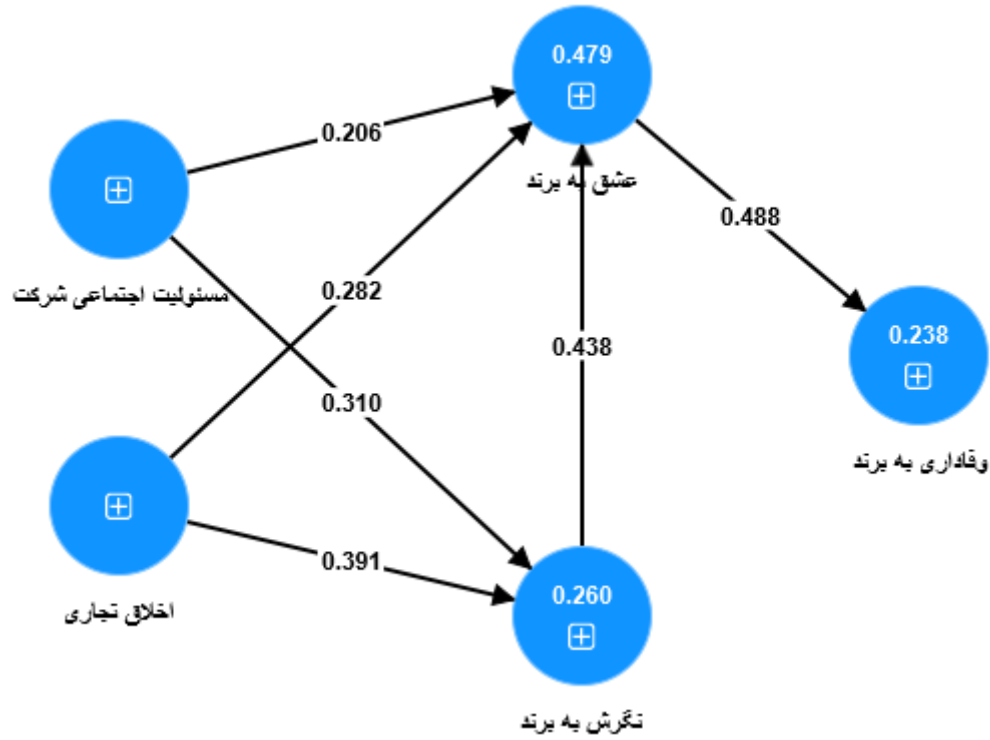 0.479
عشق به برند
0.206
مسئولیت اجتماعی شرکت
0.488
0.282
0.438
0.238
وفاداری به برند
0.310
اخلاق تجاری
0.391
0.260
نگرش به برند